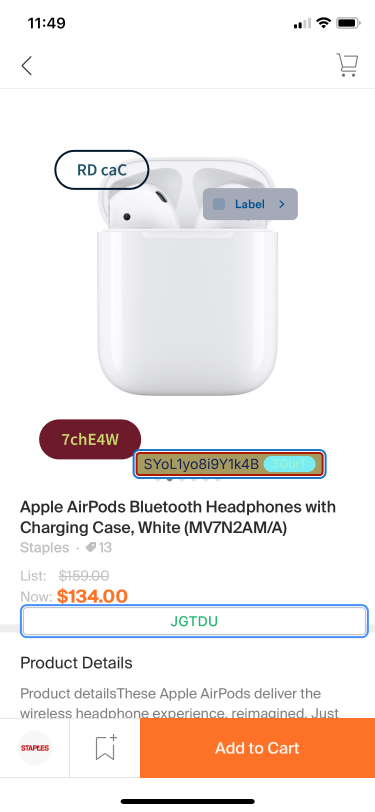 11:49
RD caC
Label
7chE4W
SYoL1yo8i9Y1k4B
Apple AirPods Bluetooth Headphones with
Charging Case, White (MV7N2AM/A)
Staples · 13
List: $159.00
Now: $134.00
JGTDU
Product Details
Product detailsThese Apple AirPods deliver the
wireless headphone experience, reimagined. Just
STAPLES
Add to Cart